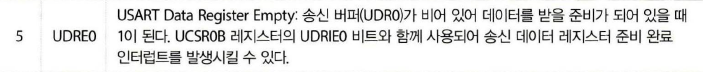 USART Data Register Empty: 송신 버퍼(UDR0)가 비어 있어 데이터를 받을 준비가 되어 있을 때
5 UDRE0 1이 된다. UCSR0B 레지스터의 UDRIE0 비트와 함께 사용되어 송신 데이터 레지스터 준비 완료
인터럽트를 발생시킬 수 있다.